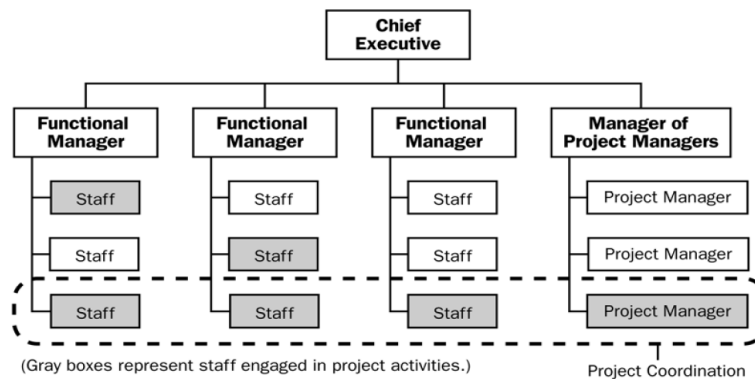 Chief
Executive
Functional
Manager
Functional
Manager
Functional
Manager
Manager of
Project Managers
Staff
Staff
Staff
Project Manager
Staff
Staff
Staff
Project Manager
Staff
Staff
Staff
Project Manager
(Gray boxes represent staff engaged in project activities.)
Project Coordination